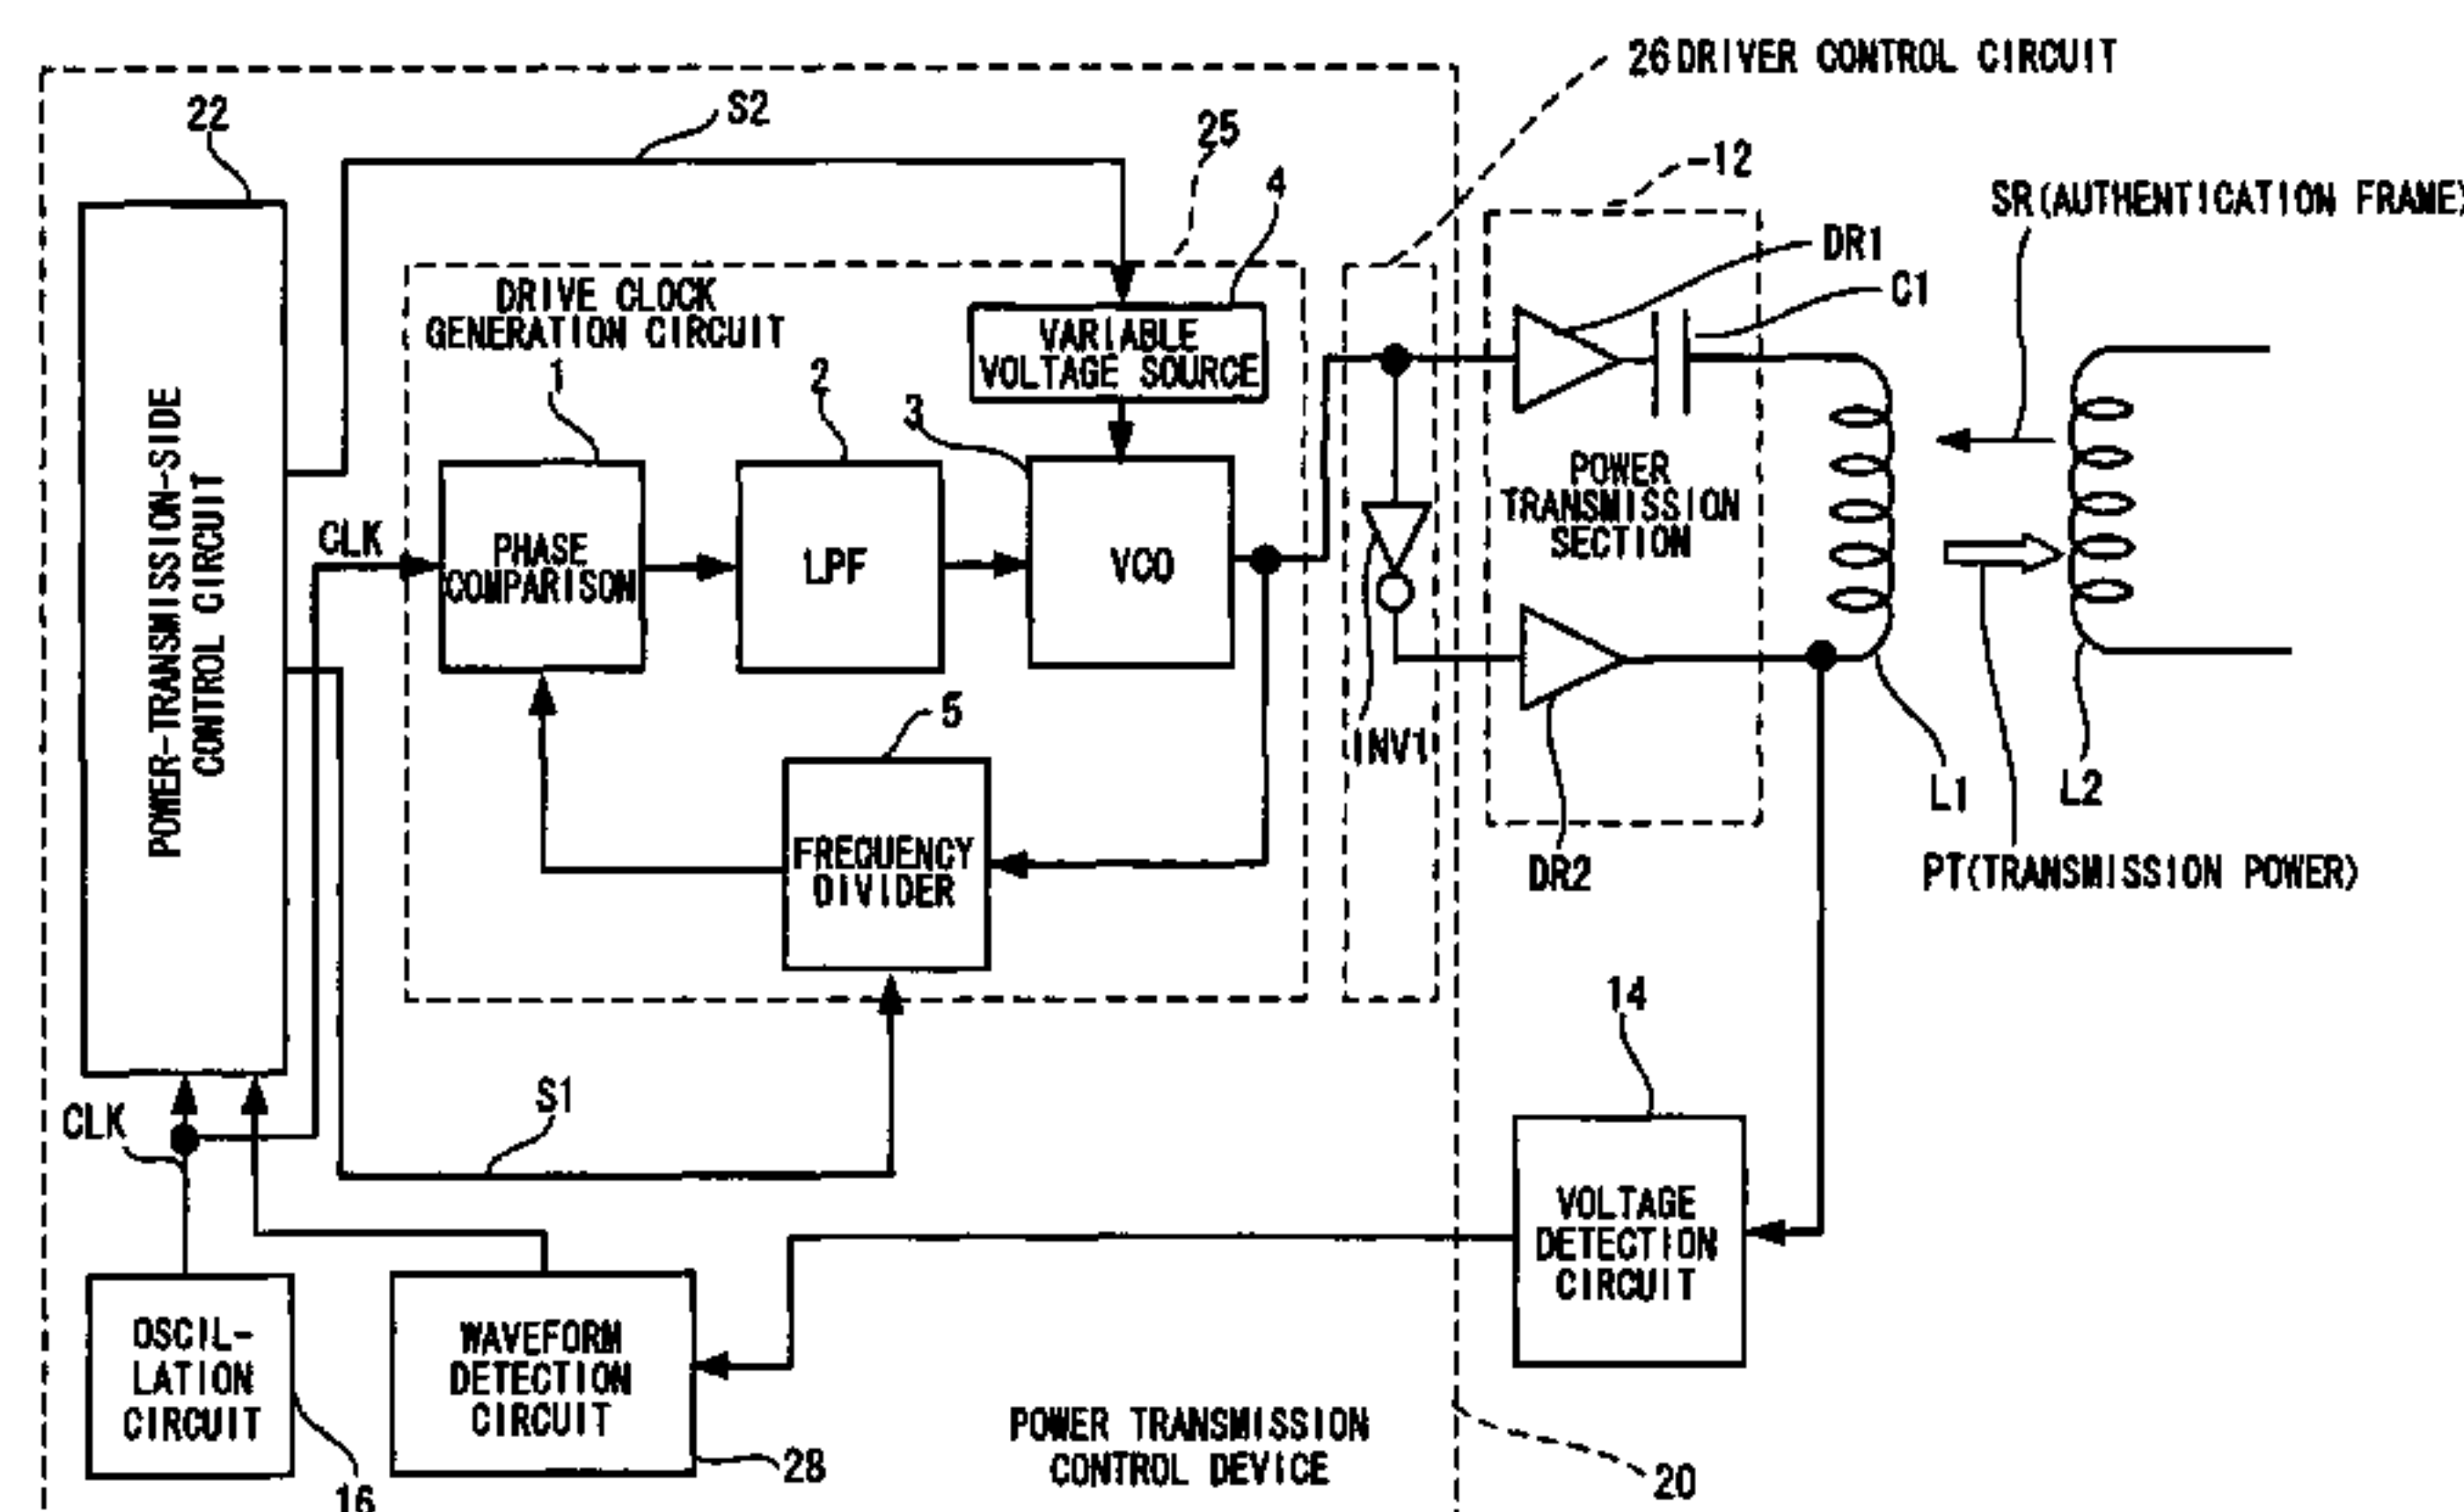 26 DRIVER CONTROL CIRCUIT
22
S2
25
4
-12
SR(AUTHENTICATION FRAME)
DR1
C1
DRIVE CLOCK
GENERATION CIRCUIT
VARIABLE
VOLTAGE SOURCE
1
2
3
POWER-TRANSMISSION-SIDE
CONTROL CIRCUIT
CLK
PHASE
COMPARISON
LPF
VCO
POWER
TRANSMISSION
SECTION
5
INV1
L1
L2
FREQUENCY
DIVIDER
DR2
PT(TRANSMISSION POWER)
14
CLK
S1
VOLTAGE
DETECTION
CIRCUIT
OSCIL-
LATION
CIRCUIT
WAVEFORM
DETECTION
CIRCUIT
POWER TRANSMISSION
CONTROL DEVICE
16
28
20